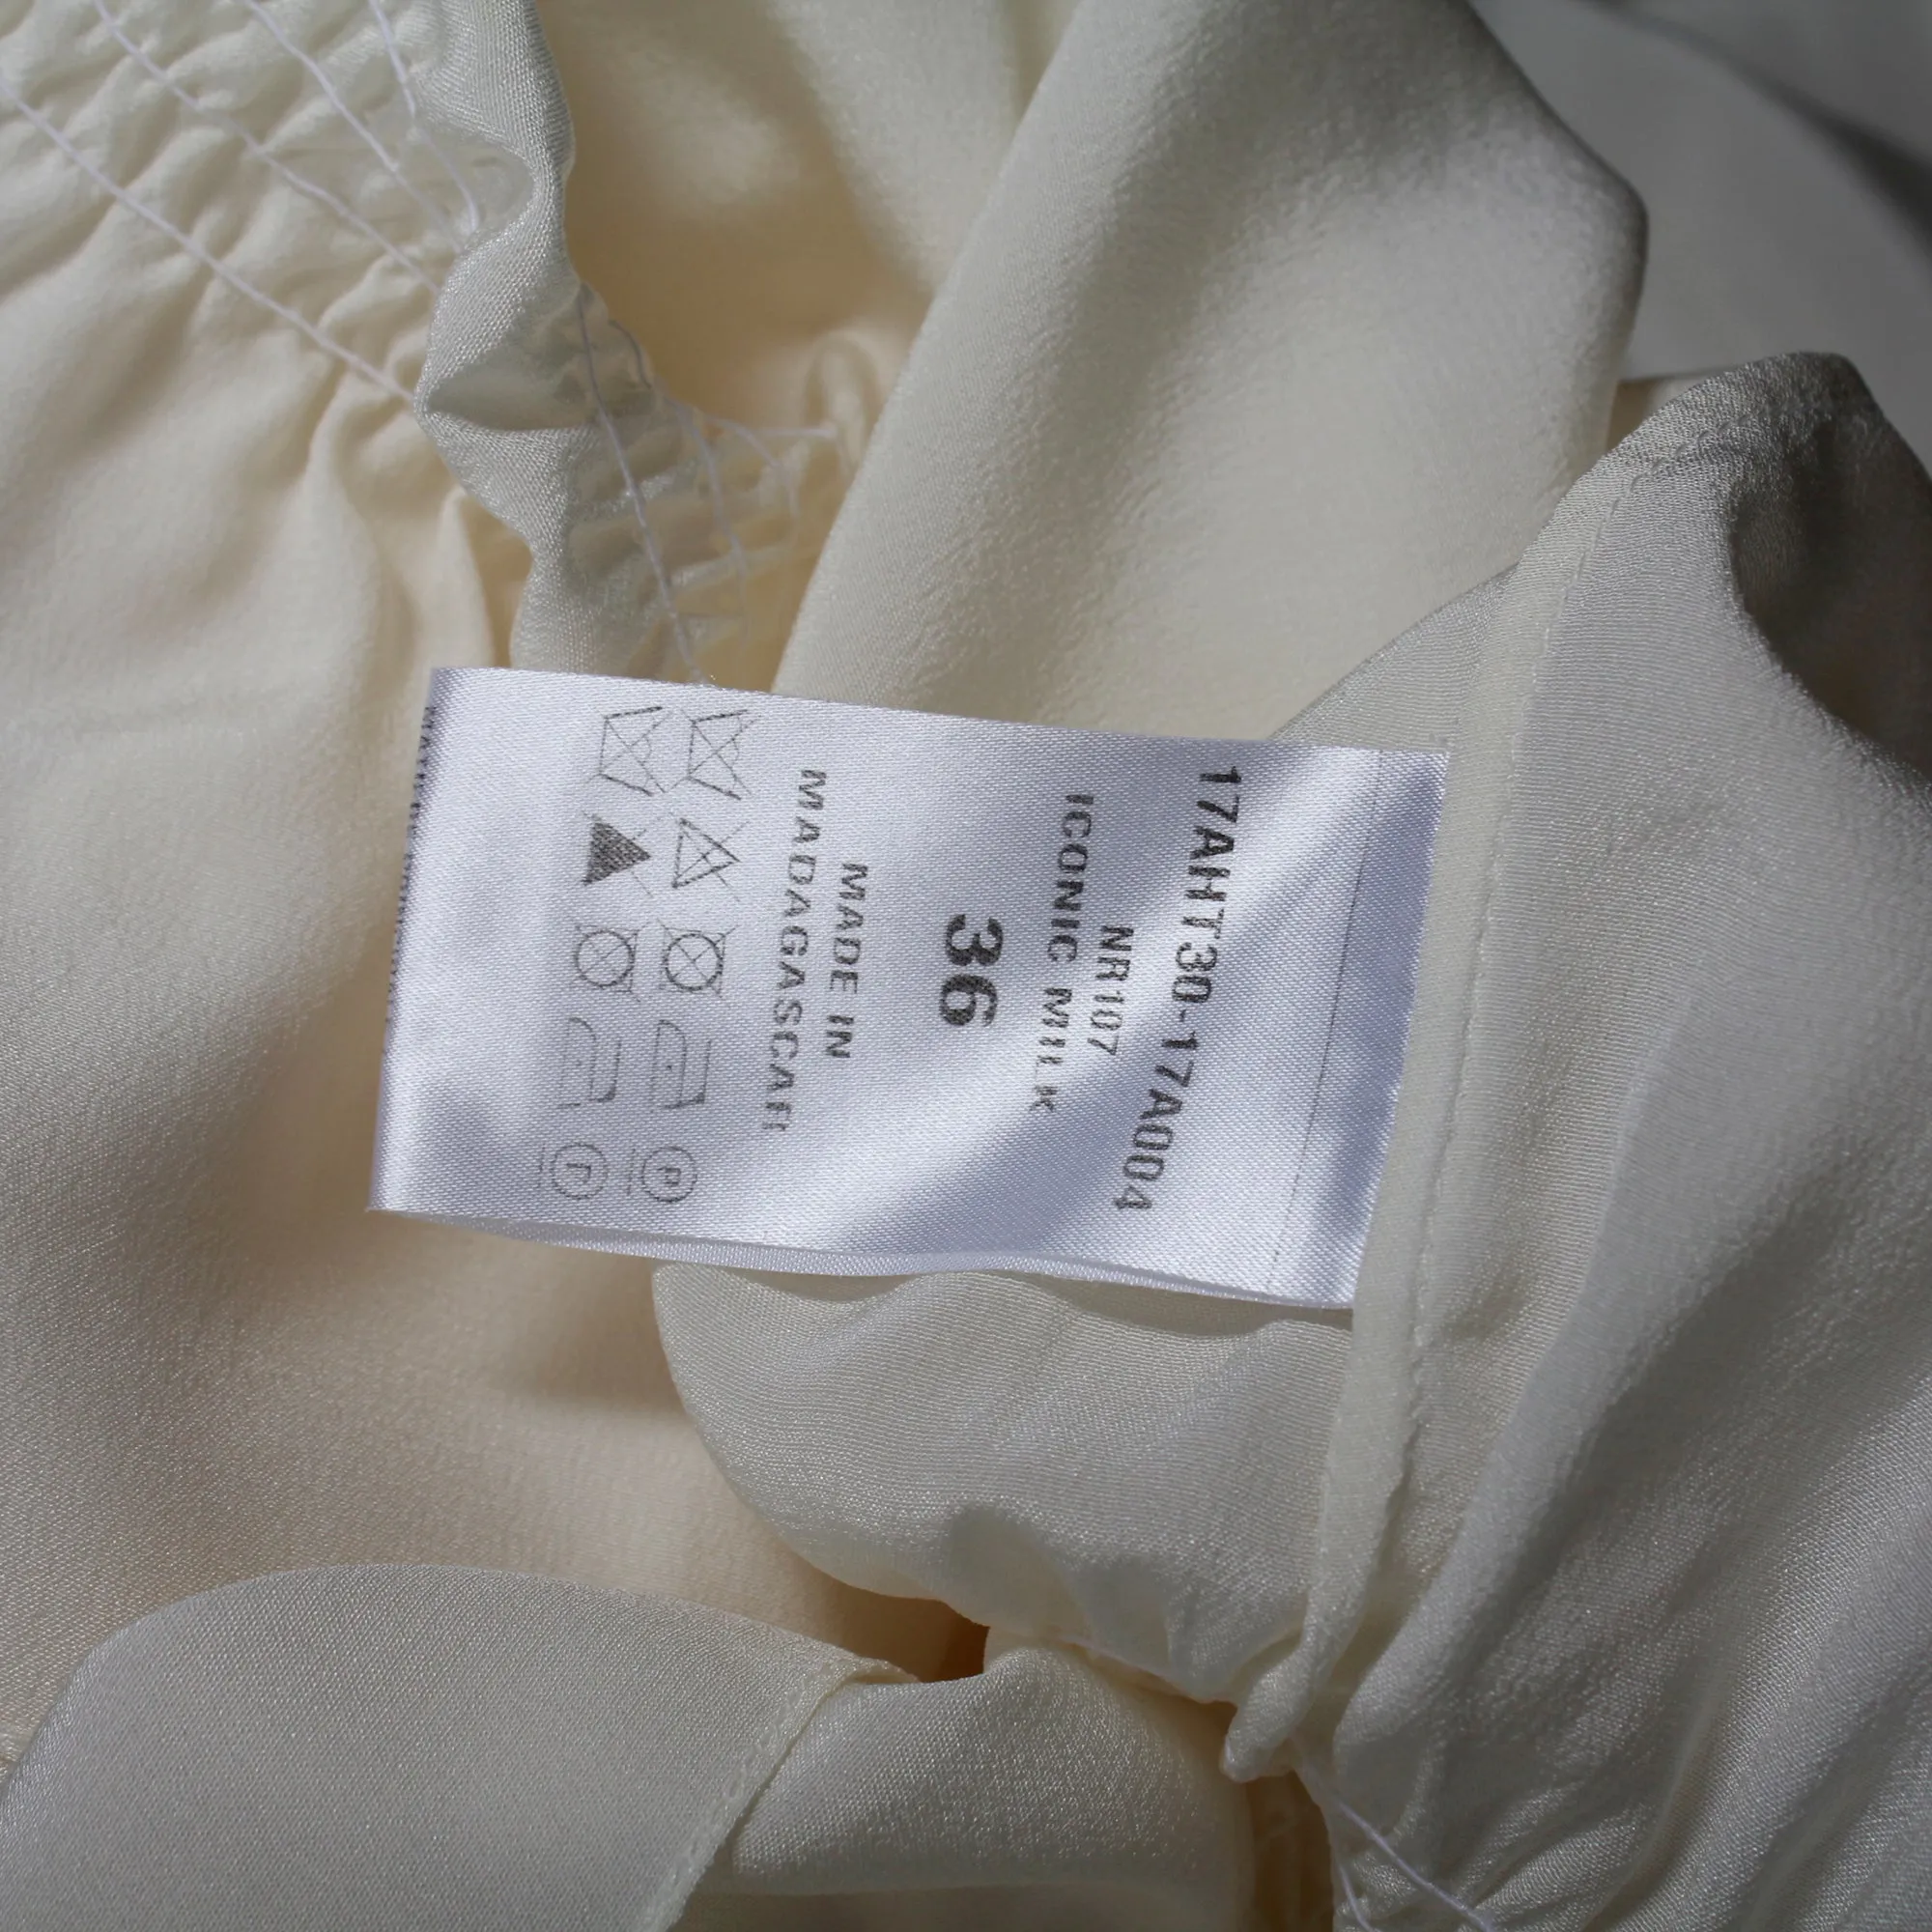 17AHT30-17A004
NR107
ICONIC MILK
36
MADE IN
MADAGASCAR
P